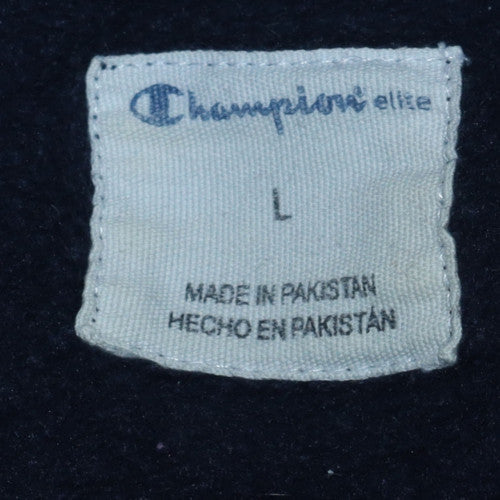 Champion elite
L
MADE IN PAKISTAN
HECHO EN PAKISTÁN